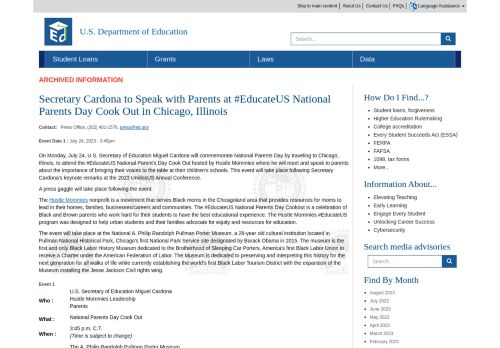 Skip to main content | About Us | Contact Us | FAQs | Language Assistance
U.S. Department of Education
Search...
Student Loans
Grants
Laws
Data
ARCHIVED INFORMATION
Secretary Cardona to Speak with Parents at #EducateUS National
Parents Day Cook Out in Chicago, Illinois
Contact: Press Office, (202) 401-1576, press@ed.gov
Event Date 1 : July 24, 2023 - 3:45pm
On Monday, July 24, U.S. Secretary of Education Miguel Cardona will commemorate National Parents Day by traveling to Chicago,
Illinois, to attend the #EducateUS National Parent's Day Cook Out hosted by Hustle Mommies where he will meet and speak to parents
about the importance of bringing their voices to the table at their children's schools. This event will take place following Secretary
Cardona's keynote remarks at the 2023 UnidosUS Annual Conference.
A press gaggle will take place following the event.
The Hustle Mommies nonprofit is a movement that serves Black moms in the Chicagoland area that provides resources for moms to
lead in their homes, families, businesses/careers and communities. The #EducateUS National Parents Day Cookout is a celebration of
Black and Brown parents who work hard for their students to have the best educational experience. The Hustle Mommies #EducateUS
program was designed to help urban students and their families advocate for equity and resources for education.
The event will take place at the National A. Philip Randolph Pullman Porter Museum, a 28-year old cultural institution located in
Pullman National Historical Park, Chicago's first National Park Service site designated by Barack Obama in 2015. The museum is the
first and only Black Labor History Museum dedicated to the Brotherhood of Sleeping Car Porters, America's first Black Labor Union to
receive a Charter under the American Federation of Labor. The Museum is dedicated to preserving and interpreting this history for the
next generation for all walks of life while currently establishing the world's first Black Labor Tourism District with the expansion of the
Museum installing the Jesse Jackson Civil rights wing.
Event 1
Who :
U.S. Secretary of Education Miguel Cardona
Hustle Mommies Leadership
Parents
What :
National Parents Day Cook Out
When :
3:45 p.m. C.T.
(Time is subject to change)
The A. Philip Randolph Pullman Porter Museum
How Do I Find...?
Student loans, forgiveness
Higher Education Rulemaking
College accreditation
Every Student Succeeds Act (ESSA)
FERPA
FAFSA
1098, tax forms
More...
Information About...
Elevating Teaching
Early Learning
Engage Every Student
Unlocking Career Success
Cybersecurity
Search media advisories
Search...
Find By Month
August 2023
July 2023
June 2023
May 2023
April 2023
March 2023
February 2023